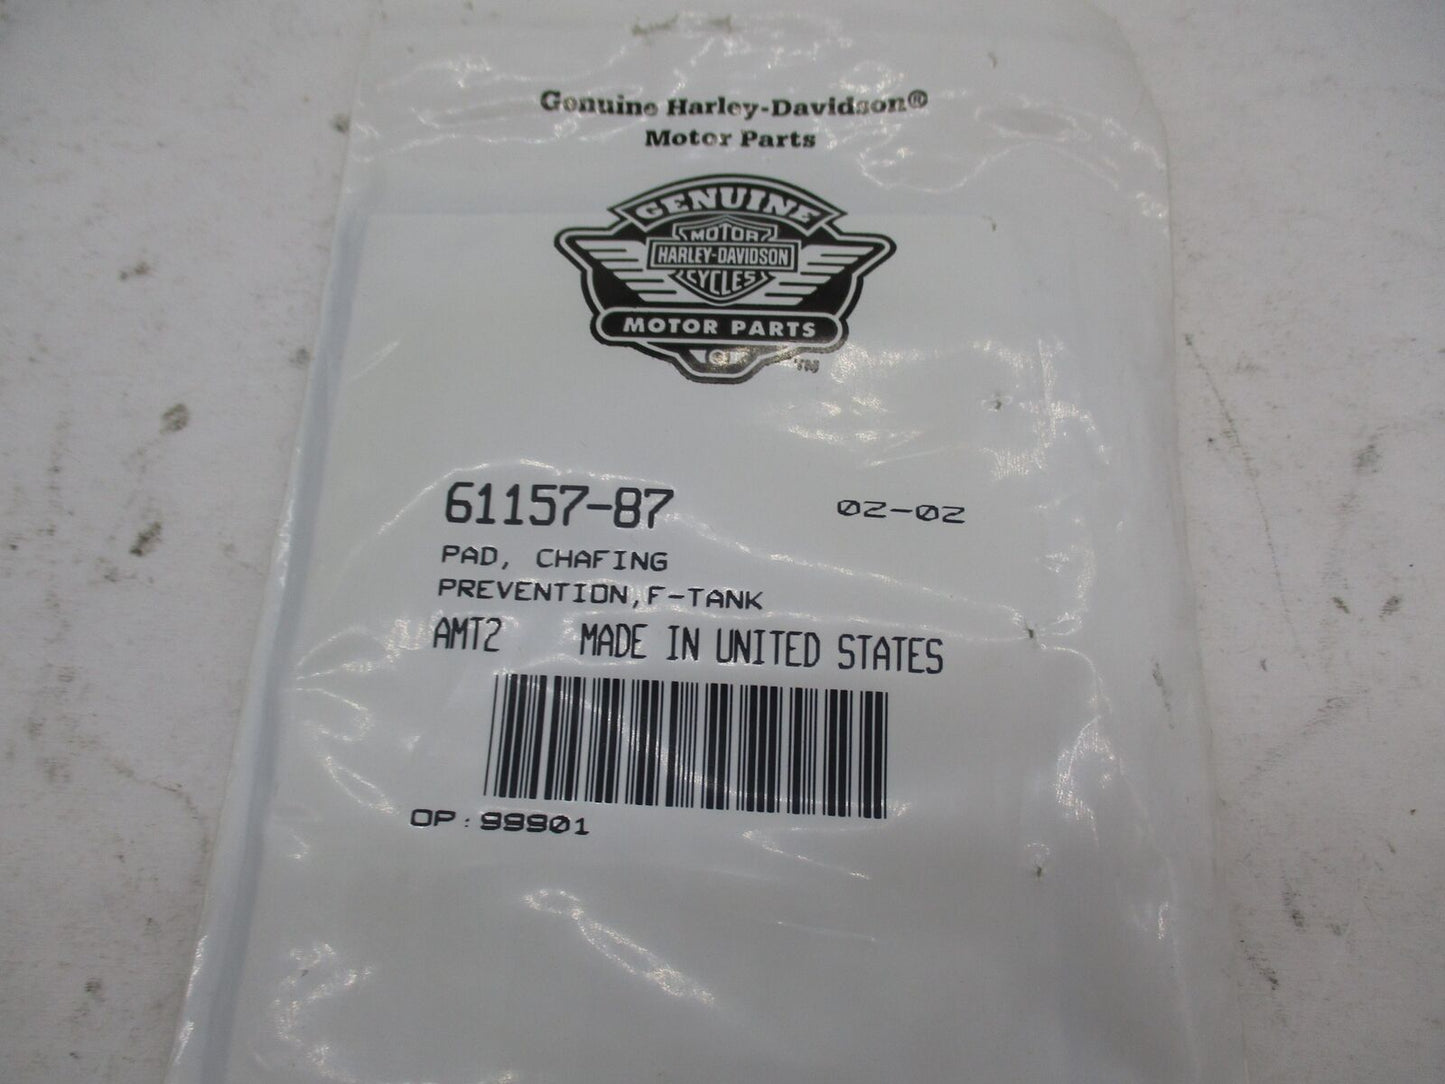 Genuine Harley-Davidson®
Motor Parts
GENUINE
MOTOR
HARLEY-DAVIDSON
CYCLES
MOTOR PARTS
TM
61157-87 02-02
PAD, CHAFING
PREVENTION,F-TANK
AMT2 MADE IN UNITED STATES
OP:99901